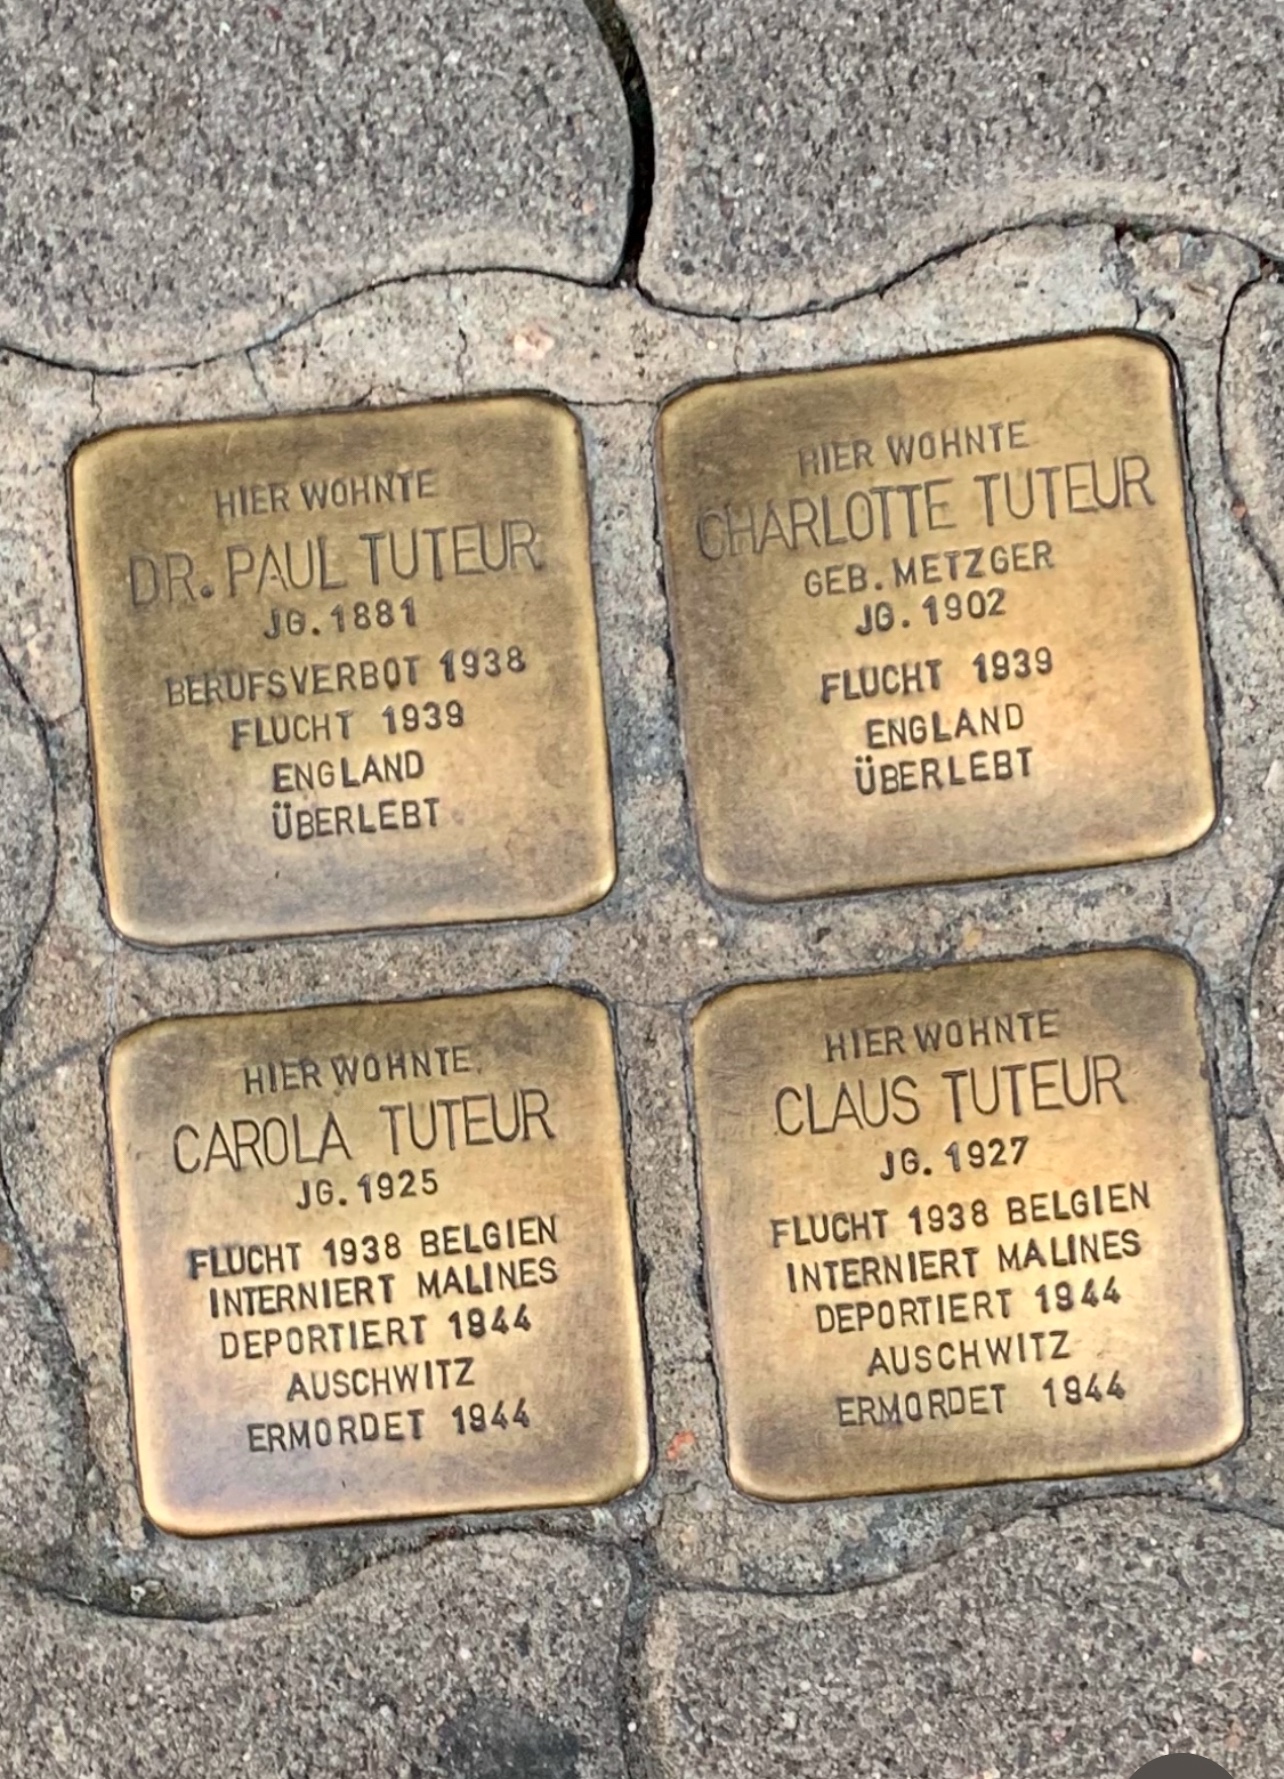 HIER WOHNTE
DR. PAUL TUTEUR
JG. 1881
BERUFSVERBOT 1938
FLUCHT 1939
ENGLAND
ÜBERLEBT
HIER WOHNTE
CHARLOTTE TUTEUR
GEB. METZGER
JG. 1902
FLUCHT 1939
ENGLAND
ÜBERLEBT
HIER WOHNTE
CAROLA TUTEUR
JG. 1925
FLUCHT 1938 BELGIEN
INTERNIERT MALINES
DEPORTIERT 1944
AUSCHWITZ
ERMORDET 1944
HIER WOHNTE
CLAUS TUTEUR
JG. 1927
FLUCHT 1938 BELGIEN
INTERNIERT MALINES
DEPORTIERT 1944
AUSCHWITZ
ERMORDET 1944